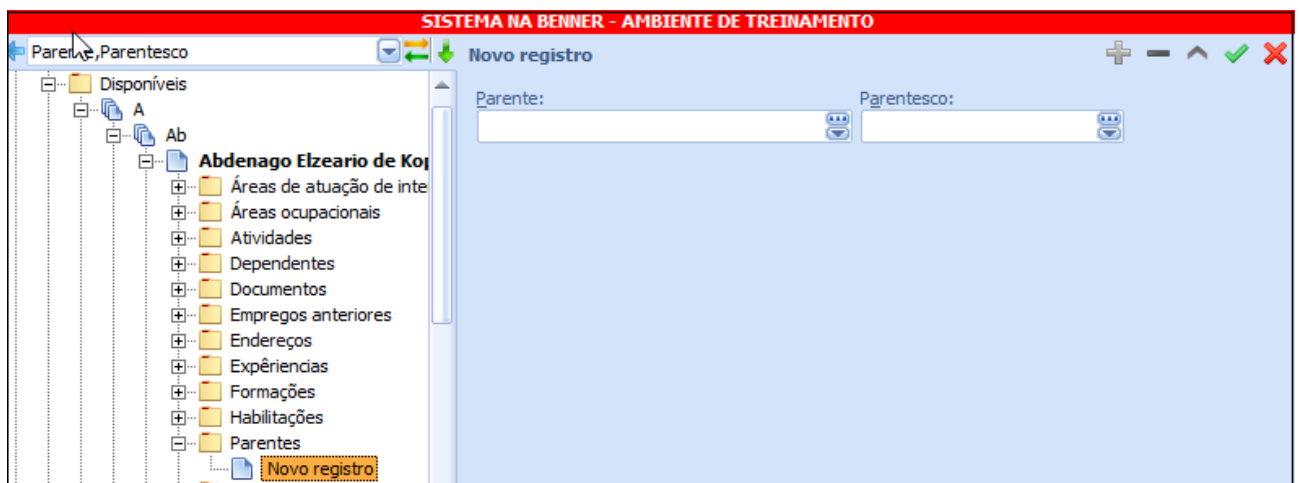 SISTEMA NA BENNER - AMBIENTE DE TREINAMENTO
Parente,Parentesco
Novo registro
Disponíveis
Parente:
Parentesco:
A
Ab
Abdenago Elzeario de Kop
Áreas de atuação de inte
Áreas ocupacionais
Atividades
Dependentes
Documentos
Empregos anteriores
Endereços
Expêriencias
Formações
Habilitações
Parentes
Novo registro